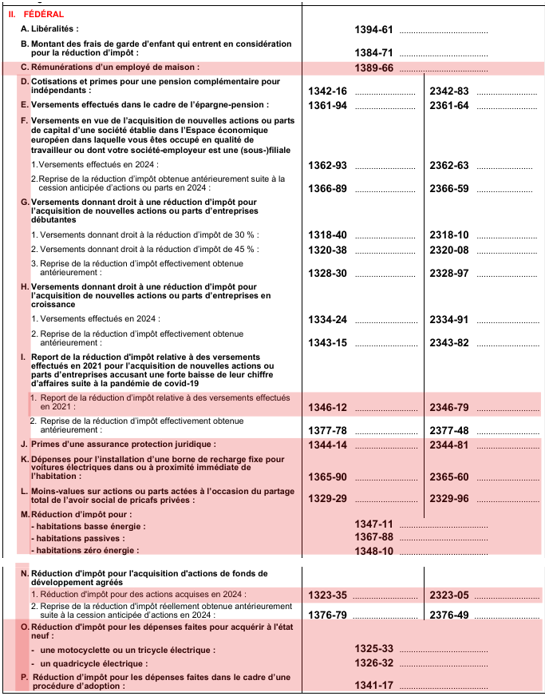 II. FÉDÉRAL
A. Libéralités : 1394-61 ........................
B. Montant des frais de garde d'enfant qui entrent en considération
pour la réduction d'impôt : 1384-71 ........................
C. Rémunérations d'un employé de maison : 1389-66 ........................
D. Cotisations et primes pour une pension complémentaire pour
indépendants : 1342-16 ........................ 2342-83 ........................
E. Versements effectués dans le cadre de l'épargne-pension : 1361-94 ........................ 2361-64 ........................
F. Versements en vue de l'acquisition de nouvelles actions ou parts
de capital d'une société établie dans l'Espace économique
européen dans laquelle vous êtes occupé en qualité de
travailleur ou dont votre société-employeur est une (sous-)filiale
1. Versements effectués en 2024 : 1362-93 ........................ 2362-63 ........................
2. Reprise de la réduction d'impôt obtenue antérieurement suite à la
cession anticipée d'actions ou parts en 2024 : 1366-89 ........................ 2366-59 ........................
G. Versements donnant droit à une réduction d'impôt pour
l'acquisition de nouvelles actions ou parts d'entreprises
débutantes
1. Versements donnant droit à la réduction d'impôt de 30 % : 1318-40 ........................ 2318-10 ........................
2. Versements donnant droit à la réduction d'impôt de 45 % : 1320-38 ........................ 2320-08 ........................
3. Reprise de la réduction d'impôt effectivement obtenue
antérieurement : 1328-30 ........................ 2328-97 ........................
H. Versements donnant droit à une réduction d'impôt pour
l'acquisition de nouvelles actions ou parts d'entreprises en
croissance
1. Versements effectués en 2024 : 1334-24 ........................ 2334-91 ........................
2. Reprise de la réduction d'impôt effectivement obtenue
antérieurement : 1343-15 ........................ 2343-82 ........................
I. Report de la réduction d'impôt relative à des versements
effectués en 2021 pour l'acquisition de nouvelles actions ou
parts d'entreprises accusant une forte baisse de leur chiffre
d'affaires suite à la pandémie de covid-19
1. Report de la réduction d'impôt relative à des versements effectués
en 2021 : 1346-12 ........................ 2346-79 ........................
2. Reprise de la réduction d'impôt effectivement obtenue
antérieurement : 1377-78 ........................ 2377-48 ........................
J. Primes d'une assurance protection juridique : 1344-14 ........................ 2344-81 ........................
K. Dépenses pour l'installation d'une borne de recharge fixe pour
voitures électriques dans ou à proximité immédiate de
l'habitation : 1365-90 ........................ 2365-60 ........................
L. Moins-values sur actions ou parts actées à l'occasion du partage
total de l'avoir social de pricafs privées : 1329-29 ........................ 2329-96 ........................
M. Réduction d'impôt pour :
- habitations basse énergie : 1347-11 ........................
- habitations passives : 1367-88 ........................
- habitations zéro énergie : 1348-10 ........................
N. Réduction d'impôt pour l'acquisition d'actions de fonds de
développement agréés
1. Réduction d'impôt pour des actions acquises en 2024 : 1323-35 ........................ 2323-05 ........................
2. Reprise de la réduction d'impôt réellement obtenue antérieurement
suite à la cession anticipée d'actions en 2024 : 1376-79 ........................ 2376-49 ........................
O. Réduction d'impôt pour les dépenses faites pour acquérir à l'état
neuf :
- une motocyclette ou un tricycle électrique : 1325-33 ........................
- un quadricycle électrique : 1326-32 ........................
P. Réduction d'impôt pour les dépenses faites dans le cadre d'une
procédure d'adoption : 1341-17 ........................